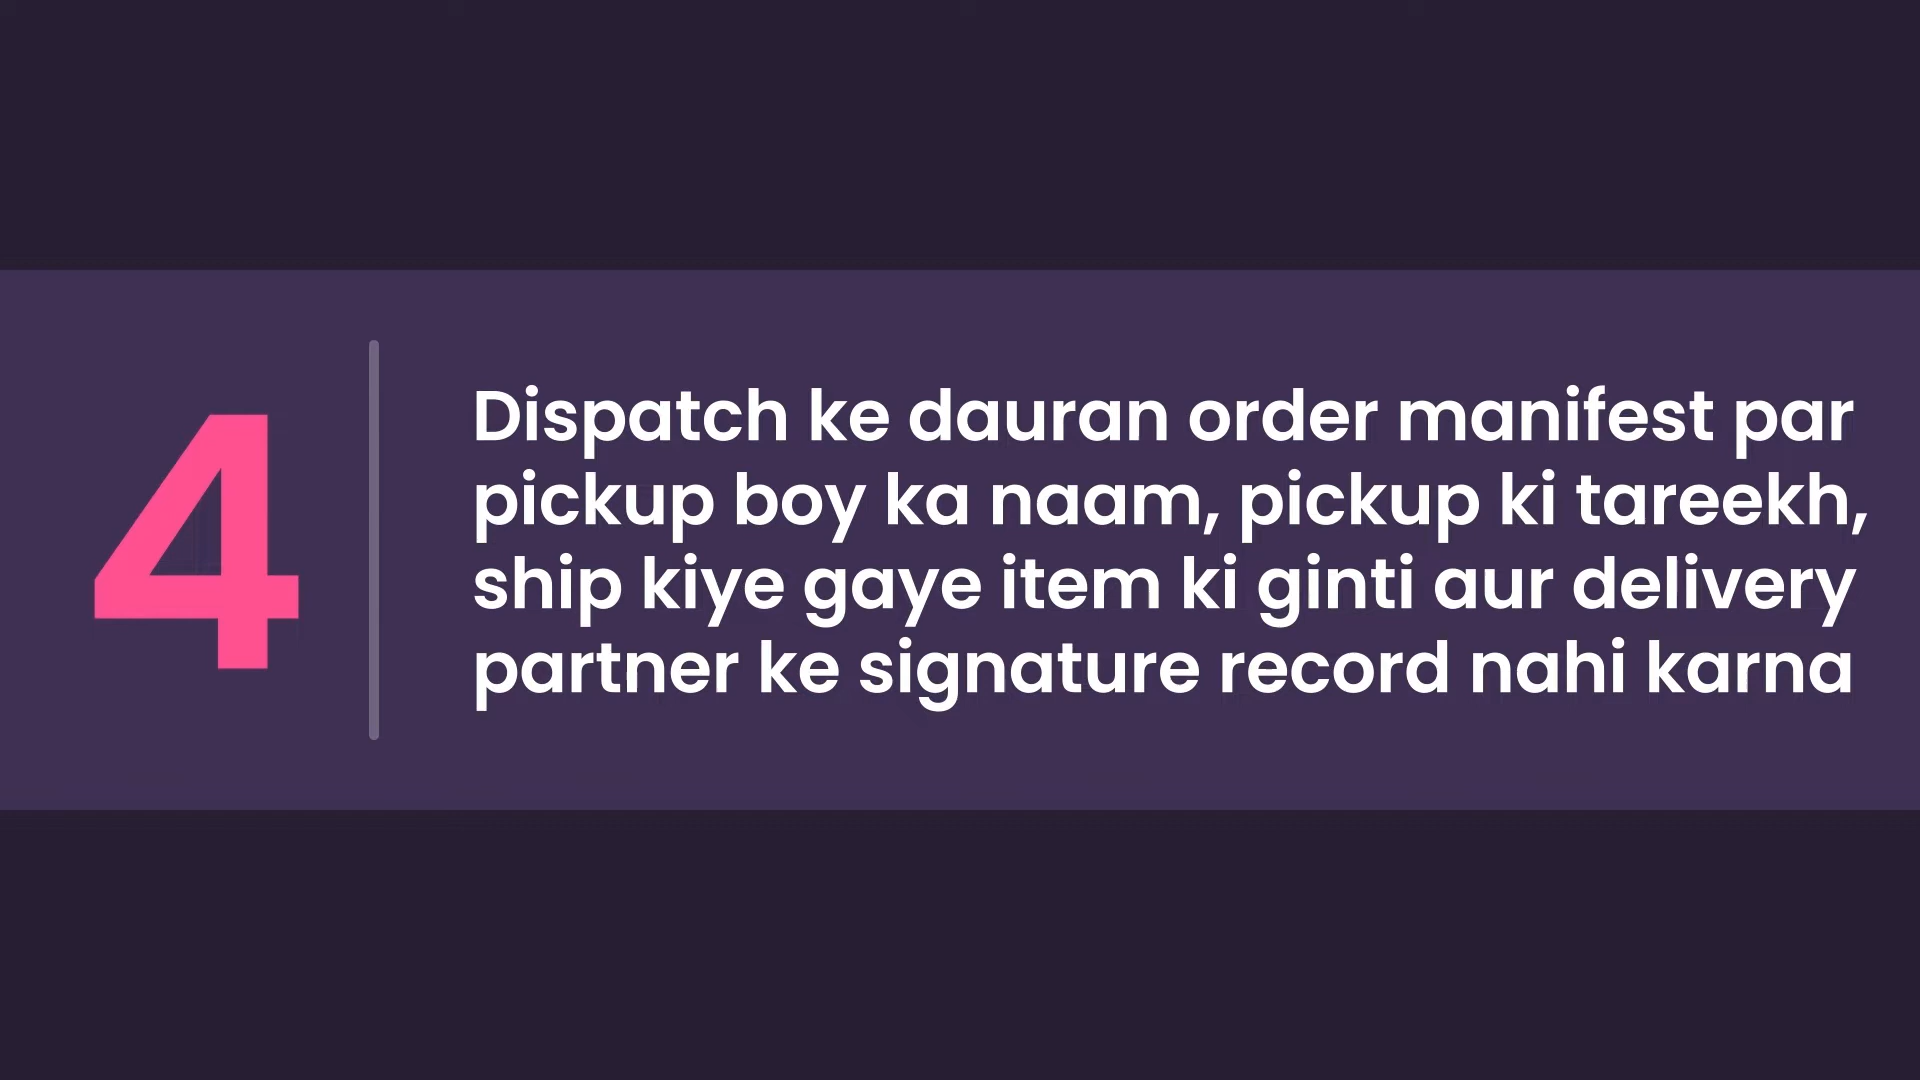 4
Dispatch ke dauran order manifest par
pickup boy ka naam, pickup ki tareekh,
ship kiye gaye item ki ginti aur delivery
partner ke signature record nahi karna